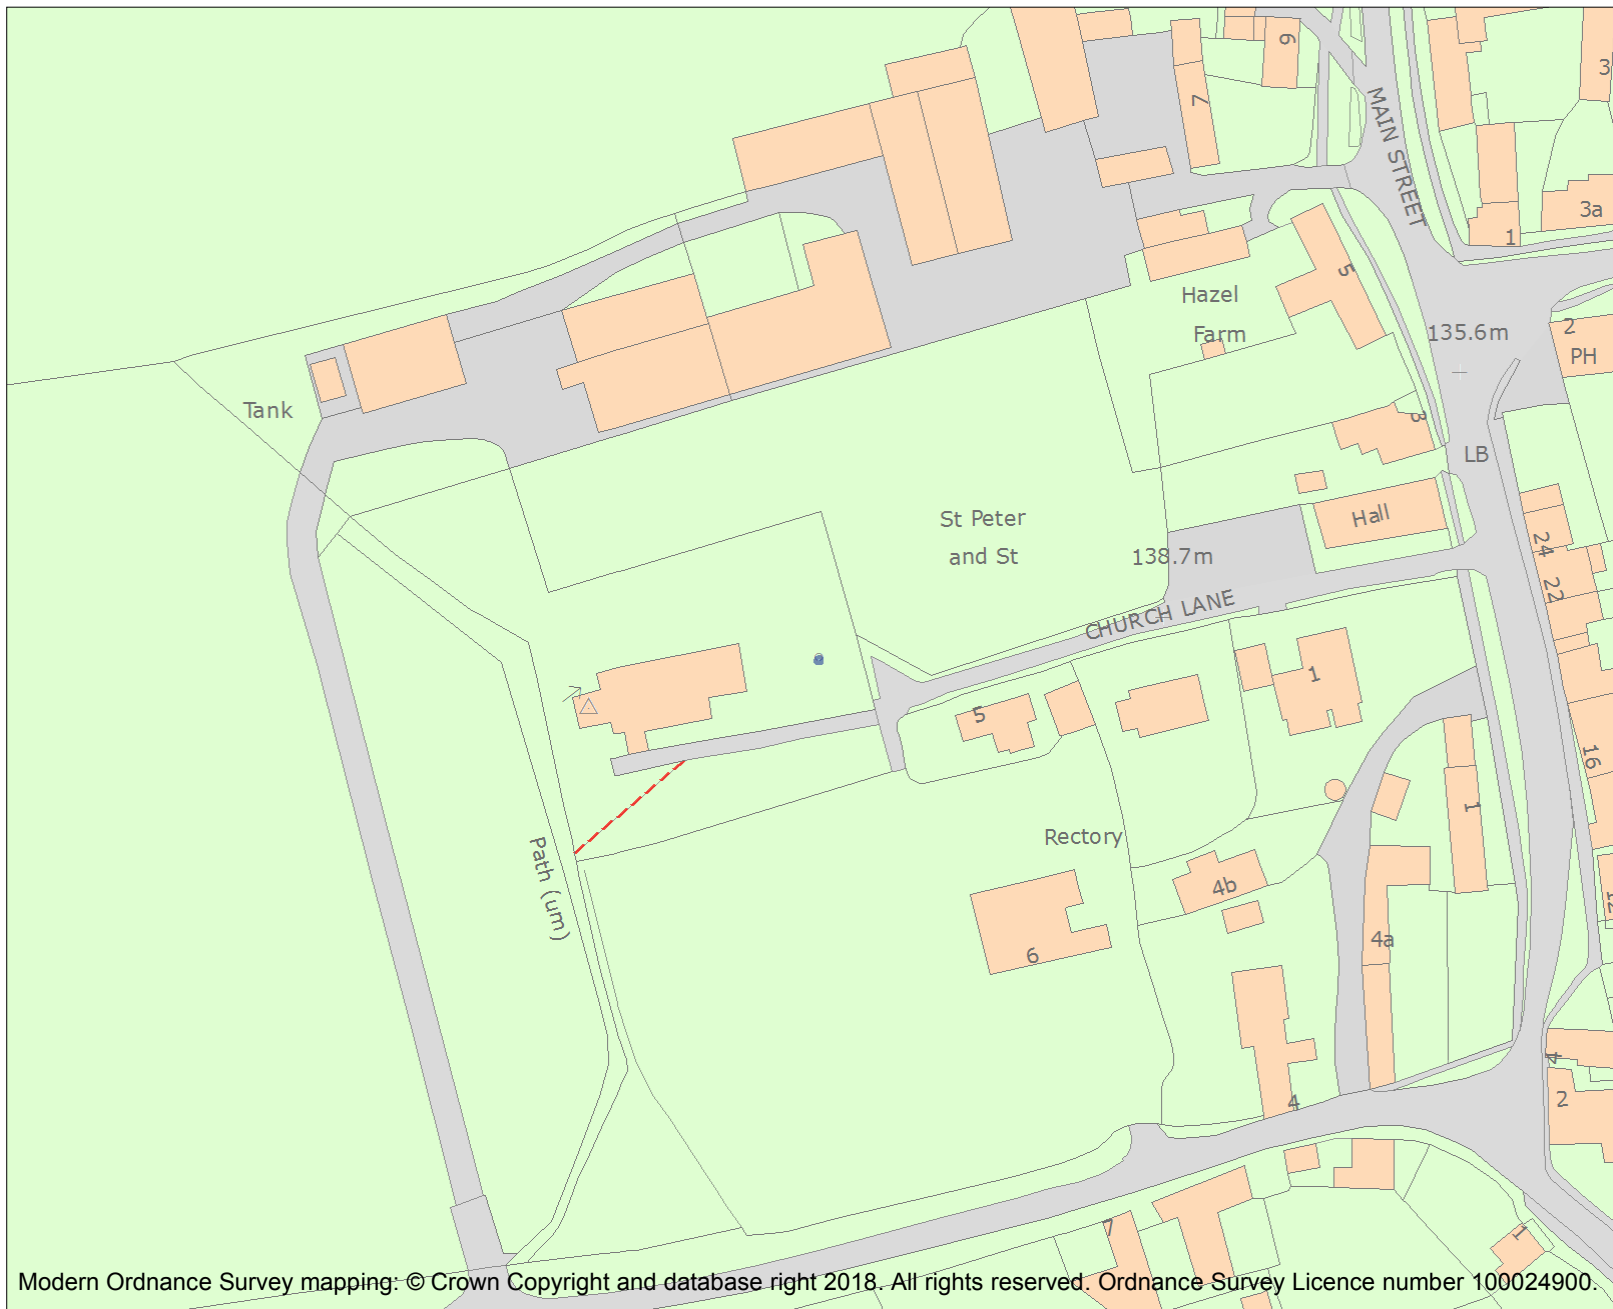 6
7
MAIN STREET
3
3a
1
5
Hazel
Farm
135.6m
2
PH
Tank
3
LB
St Peter
and St
Hall
138.7m
24
22
CHURCH LANE
5
1
16
1
Rectory
Path (um)
4b
12
4a
6
4
4
2
7
1
Modern Ordnance Survey mapping: © Crown Copyright and database right 2018. All rights reserved. Ordnance Survey Licence number 100024900.